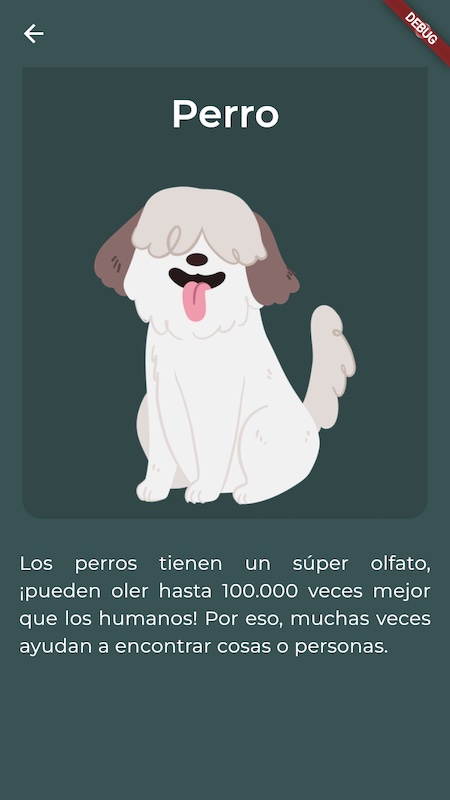 DEBUG
Perro
Los perros tienen un súper olfato,
¡pueden oler hasta 100.000 veces mejor
que los humanos! Por eso, muchas veces
ayudan a encontrar cosas o personas.